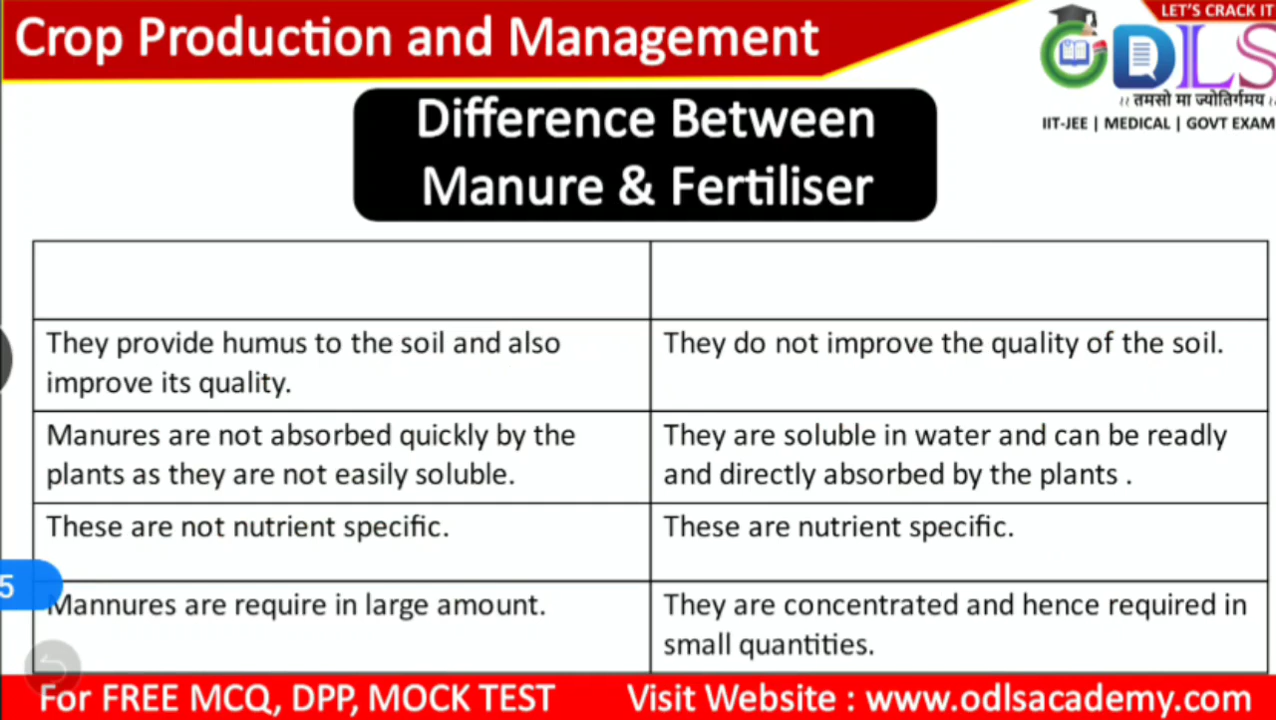 Crop Production and Management
LET'S CRACK IT
DLS
।। तमसो मा ज्योतिर्गमय ।।
IIT-JEE | MEDICAL | GOVT EXAM
Difference Between
Manure & Fertiliser
They provide humus to the soil and also
improve its quality.
They do not improve the quality of the soil.
Manures are not absorbed quickly by the
plants as they are not easily soluble.
They are soluble in water and can be readly
and directly absorbed by the plants .
These are not nutrient specific.
These are nutrient specific.
5
Mannures are require in large amount.
They are concentrated and hence required in
small quantities.
For FREE MCQ, DPP, MOCK TEST
Visit Website : www.odlsacademy.com